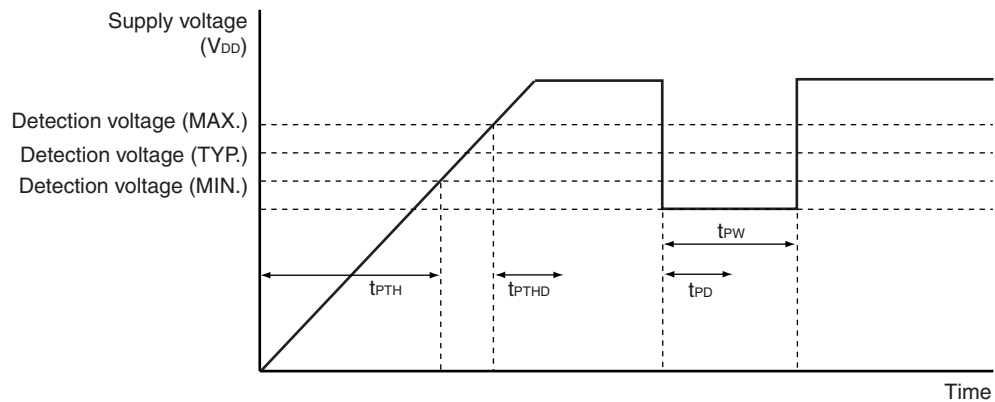 Supply voltage
(VDD)
Detection voltage (MAX.)
Detection voltage (TYP.)
Detection voltage (MIN.)
tPW
tPTH
tPTHD
tPD
Time